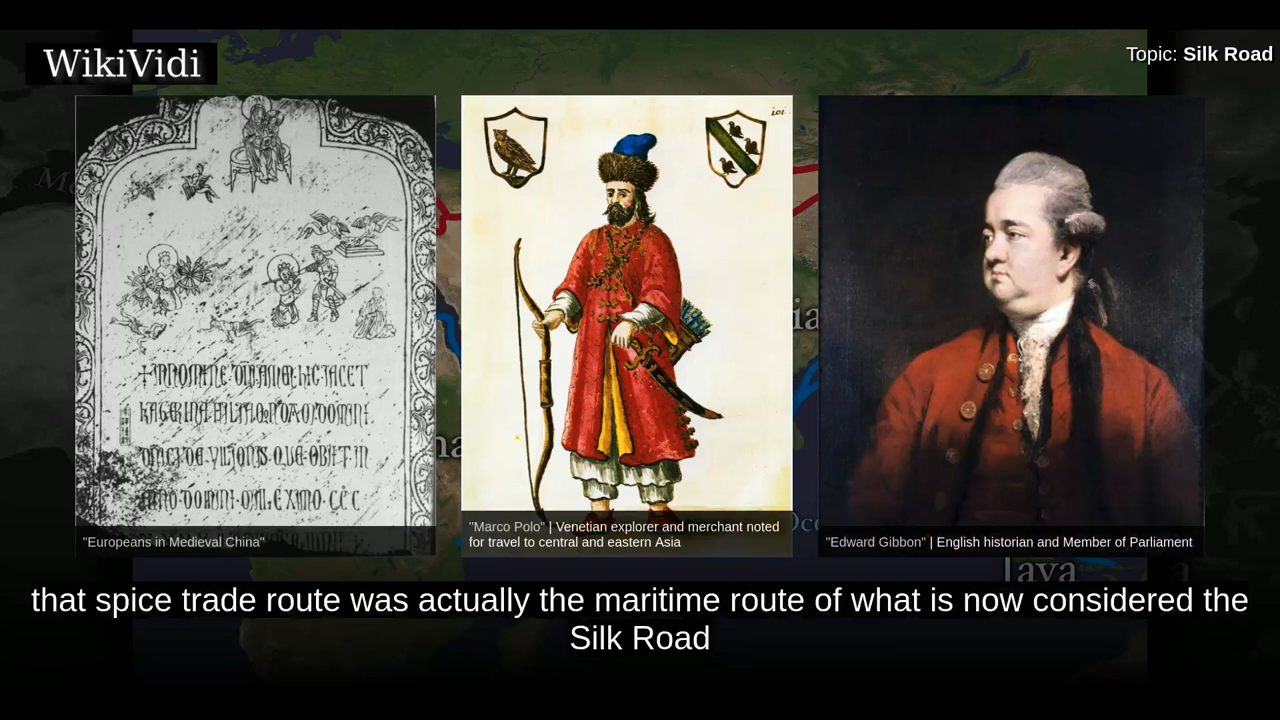 WikiVidi
Topic: Silk Road
"Europeans in Medieval China"
"Marco Polo" | Venetian explorer and merchant noted
for travel to central and eastern Asia
"Edward Gibbon" | English historian and Member of Parliament
Java
that spice trade route was actually the maritime route of what is now considered the
Silk Road